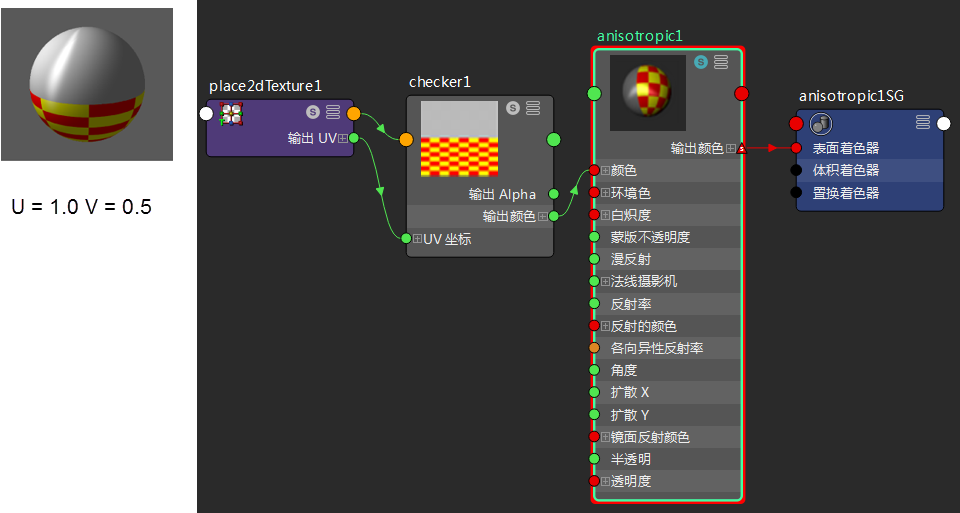 U = 1.0 V = 0.5
place2dTexture1
S
输出 UV
checker1
S
输出 Alpha
输出颜色
UV 坐标
anisotropic1
S
输出颜色
S
颜色
环境色
白炽度
蒙版不透明度
漫反射
法线摄影机
反射率
反射的颜色
各向异性反射率
角度
扩散 X
扩散 Y
镜面反射颜色
半透明
透明度
anisotropic1SG
表面着色器
体积着色器
置换着色器